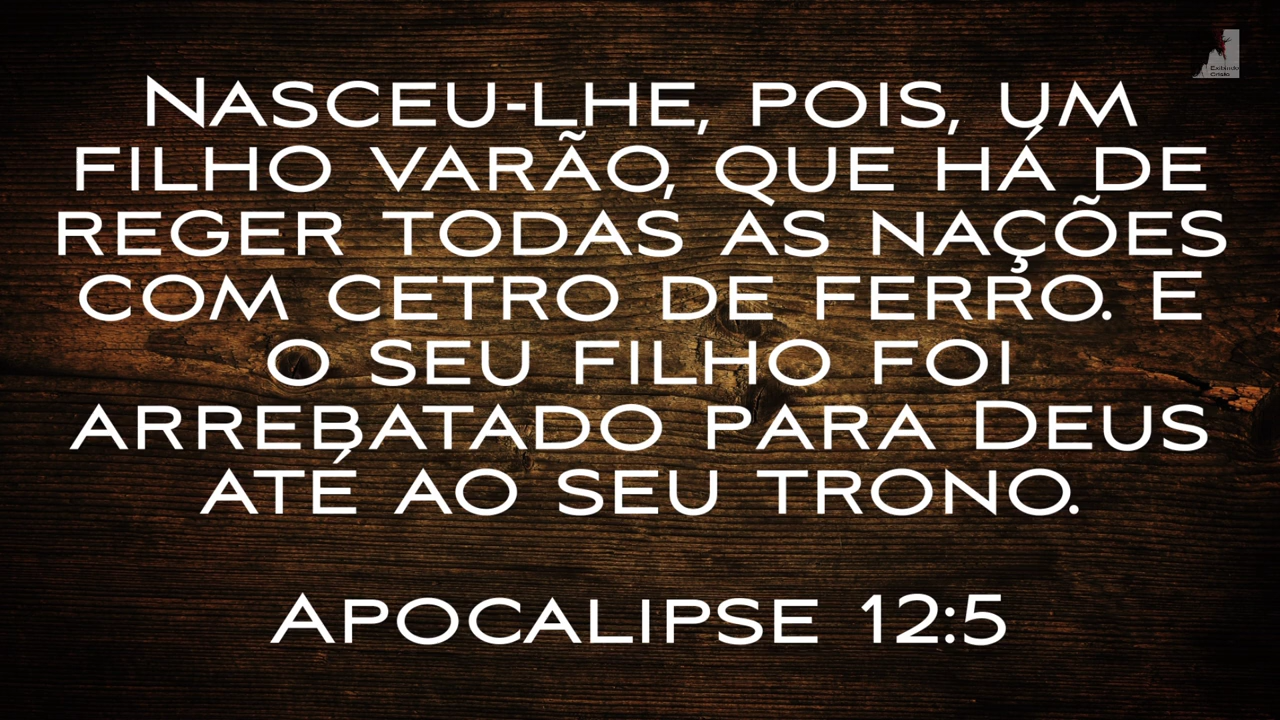 Nasceu-lhe, pois, um
filho varão, que há de
reger todas as nações
com cetro de ferro. E
o seu filho foi
arrebatado para Deus
até ao seu trono.
Apocalipse 12:5